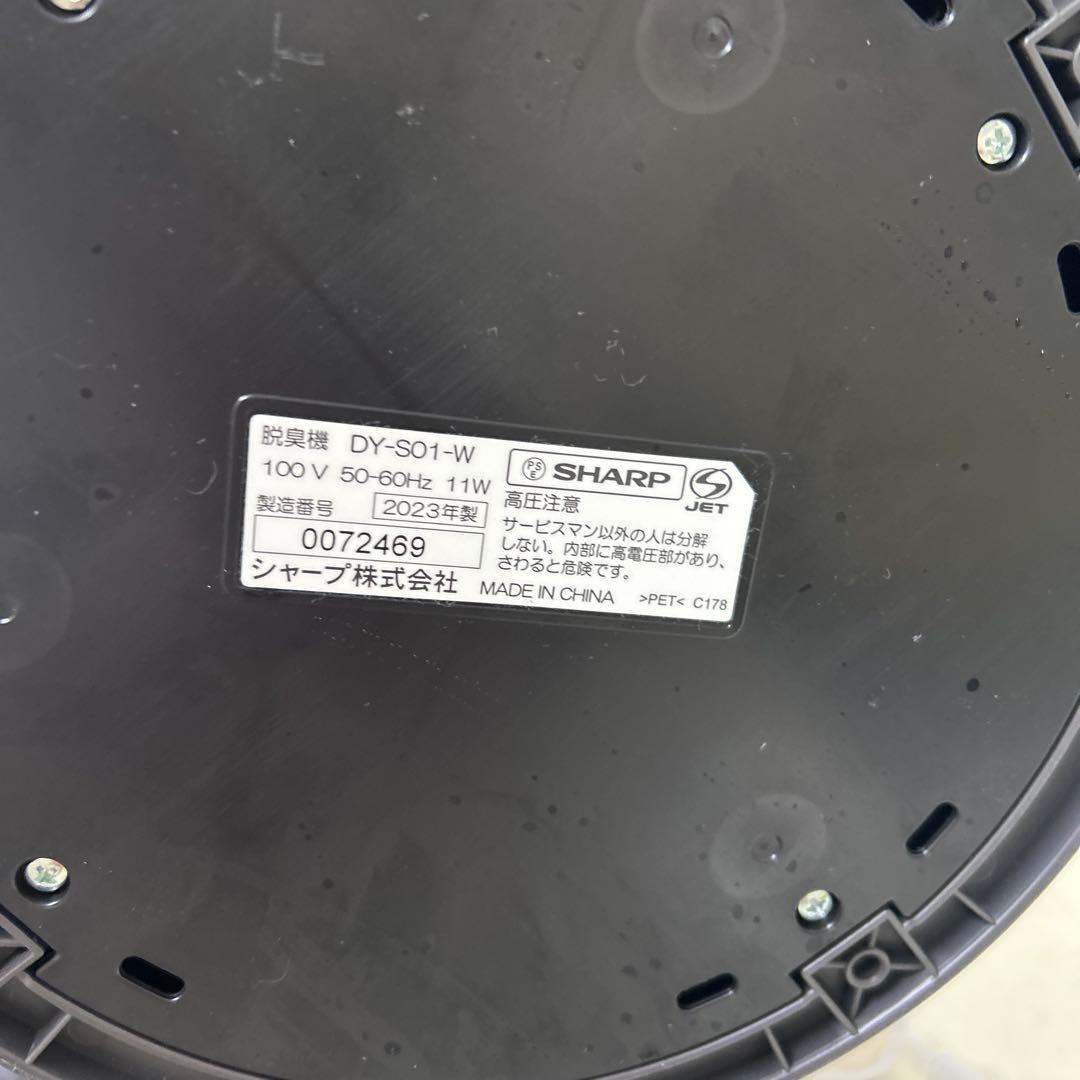 脱臭機 DY-S01-W
100V 50-60Hz 11W
製造番号 2023年製
0072469
シャープ株式会社
PSE SHARP
JET
高圧注意
サービスマン以外の人は分解
しない。内部に高電圧部があり、
さわると危険です。
MADE IN CHINA >PET< C178